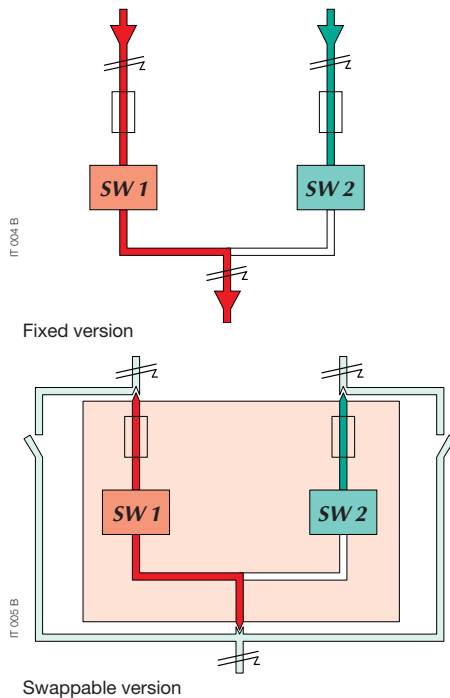 SW 1
SW 2
IT 004 B
Fixed version
SW 1
SW 2
IT 005 B
Swappable version